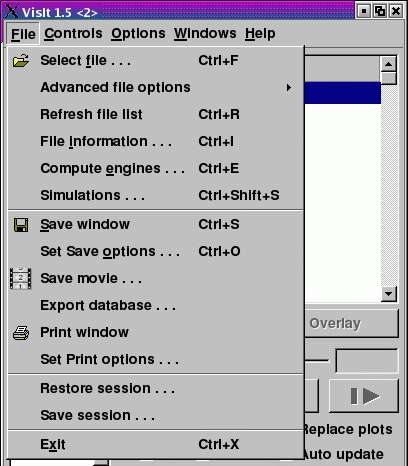 VisIt 1.5 <2>
File Controls Options Windows Help
Select file . . . Ctrl+F
Advanced file options
Refresh file list Ctrl+R
File information . . . Ctrl+I
Compute engines . . . Ctrl+E
Simulations . . . Ctrl+Shift+S
Save window Ctrl+S
Set Save options . . . Ctrl+O
Save movie . . .
Export database . . .
Overlay
Print window
Set Print options . . .
Restore session . . .
Save session . . .
Replace plots
Exit Ctrl+X
Auto update